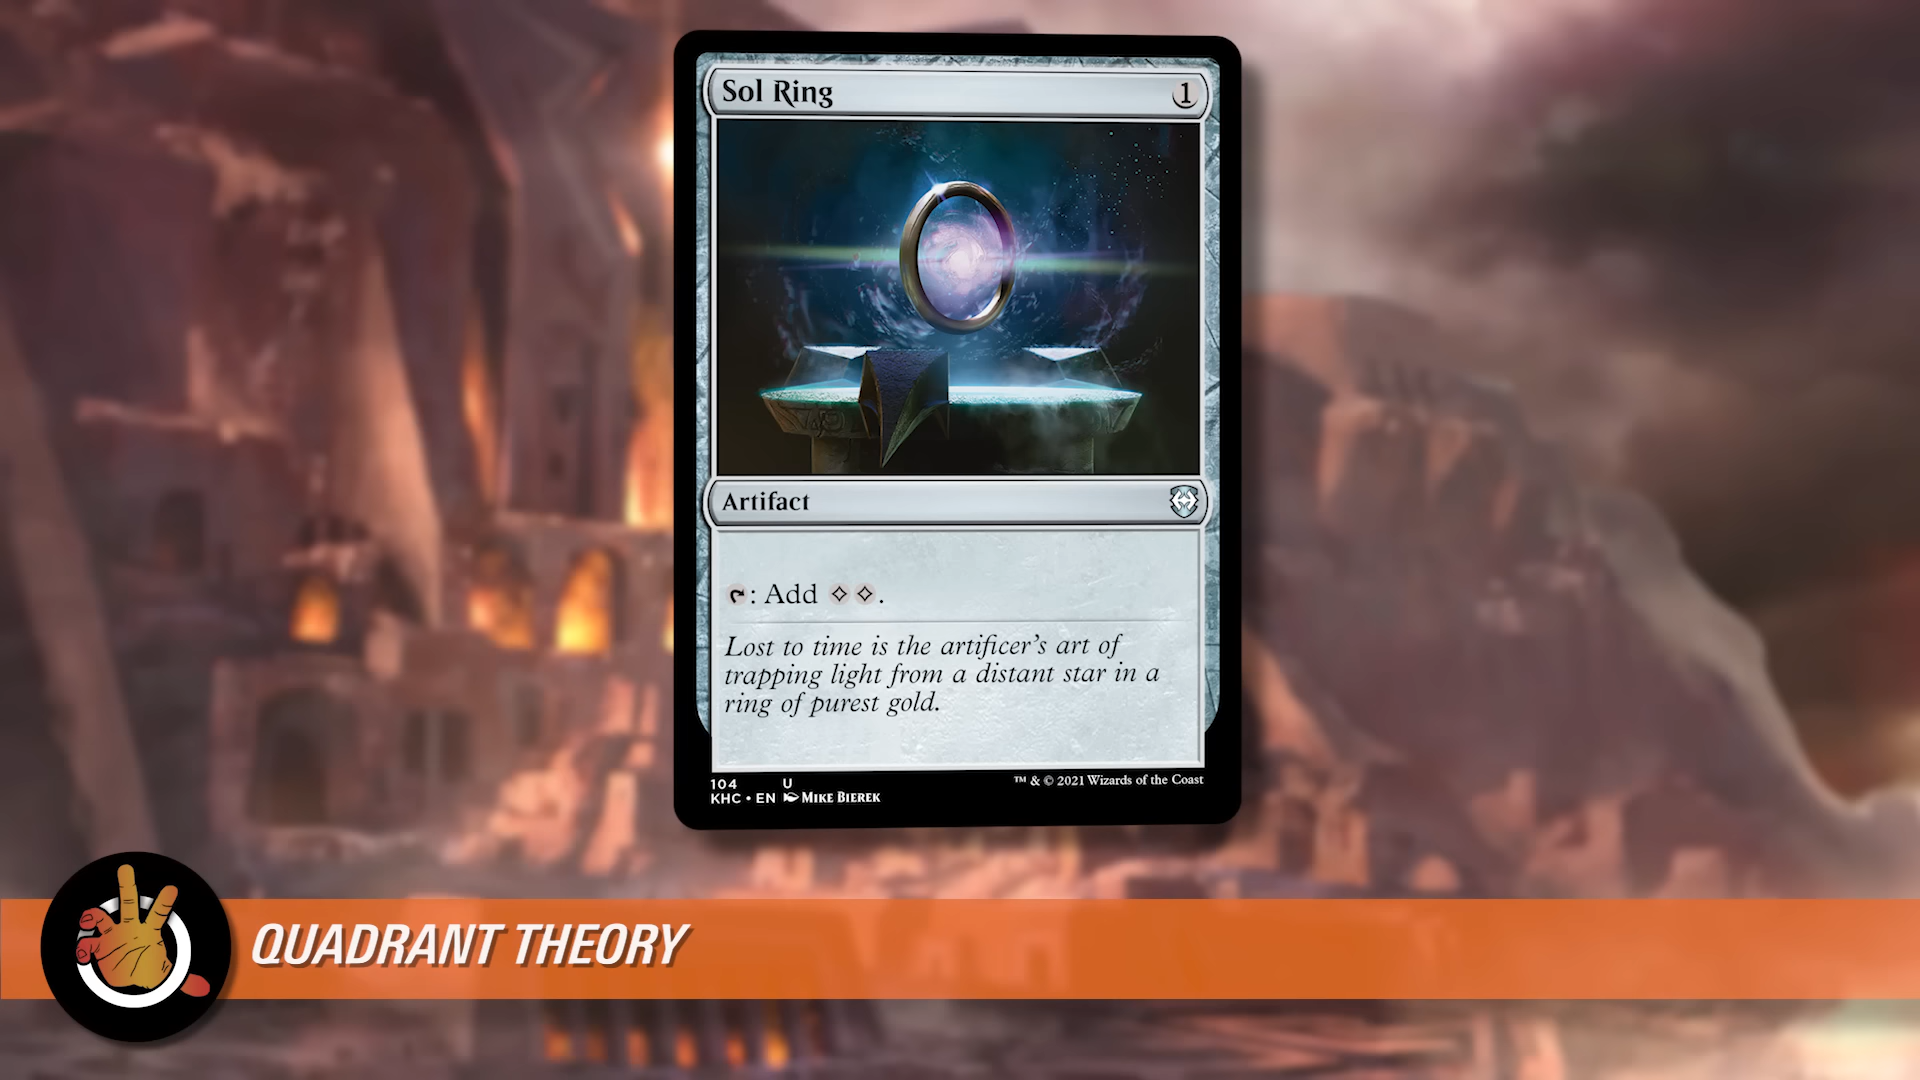 Sol Ring 1
Artifact
: Add .
Lost to time is the artificer's art of
trapping light from a distant star in a
ring of purest gold.
104 U
KHC • EN MIKE BIEREK
™ & © 2021 Wizards of the Coast
QUADRANT THEORY